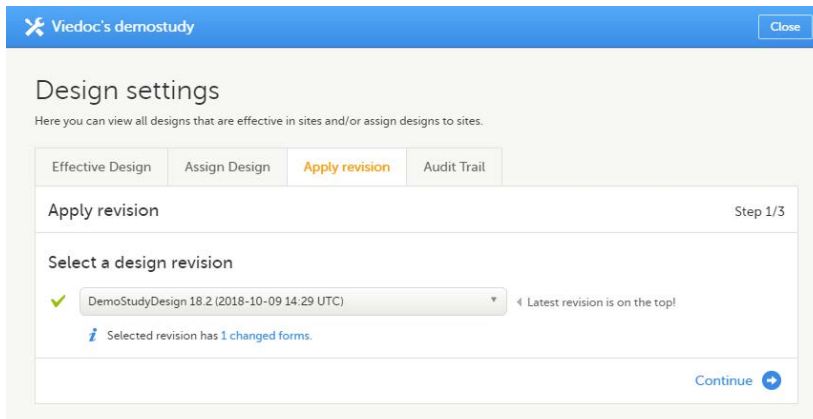 Viedoc's demostudy
Close
Design settings
Here you can view all designs that are effective in sites and/or assign designs to sites.
Effective Design
Assign Design
Apply revision
Audit Trail
Apply revision
Step 1/3
Select a design revision
DemoStudyDesign 18.2 (2018-10-09 14:29 UTC)
Latest revision is on the top!
i Selected revision has 1 changed forms.
Continue